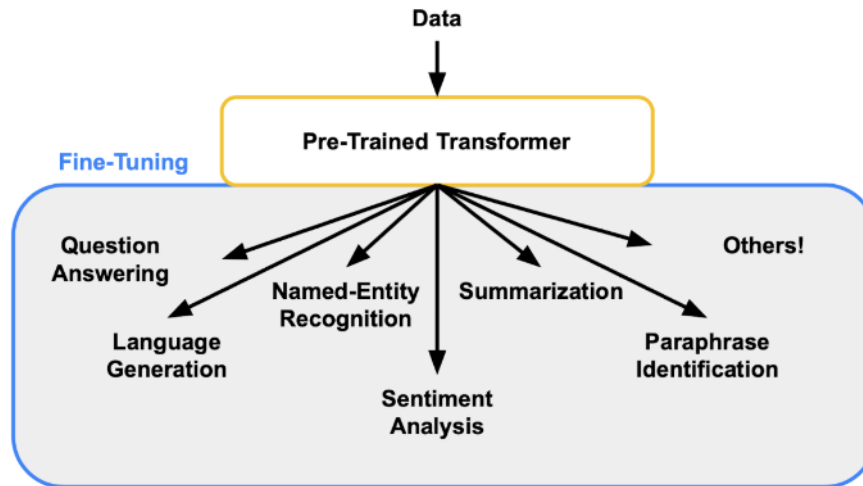 Data
Pre-Trained Transformer
Fine-Tuning
Question
Answering
Others!
Named-Entity
Recognition
Summarization
Language
Generation
Paraphrase
Identification
Sentiment
Analysis